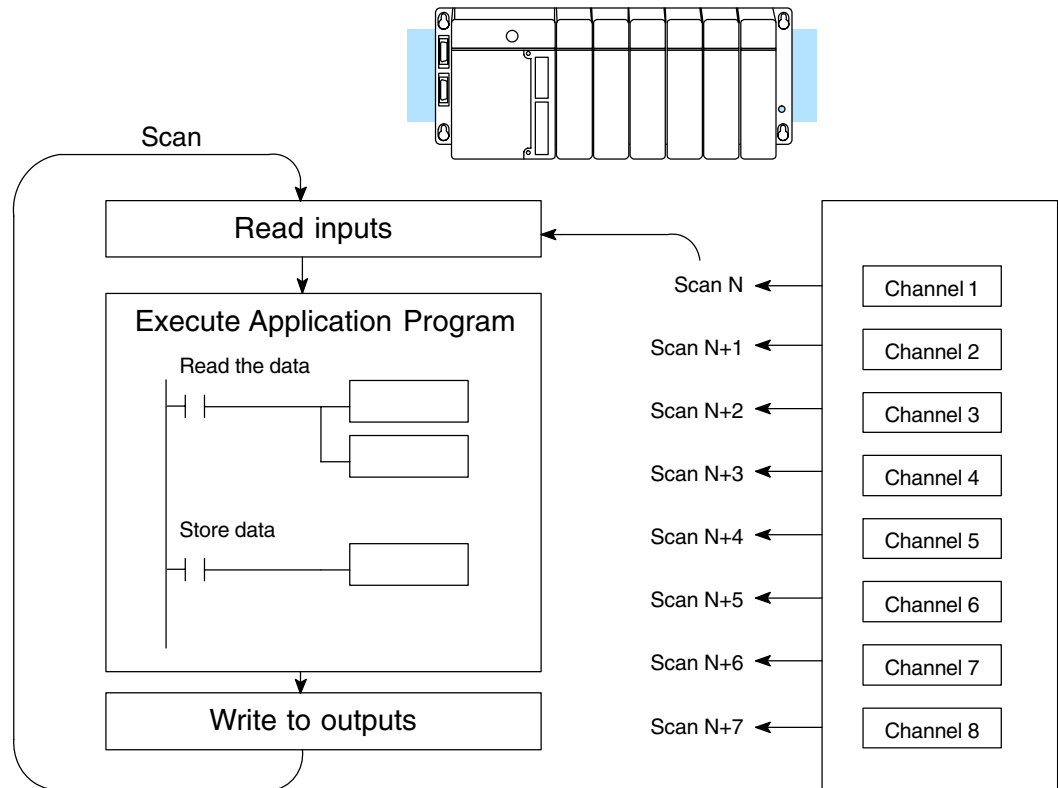 Scan
Read inputs
Execute Application Program
Read the data
Store data
Write to outputs
Scan N
Channel 1
Scan N+1
Channel 2
Scan N+2
Channel 3
Scan N+3
Channel 4
Scan N+4
Channel 5
Scan N+5
Channel 6
Scan N+6
Channel 7
Scan N+7
Channel 8